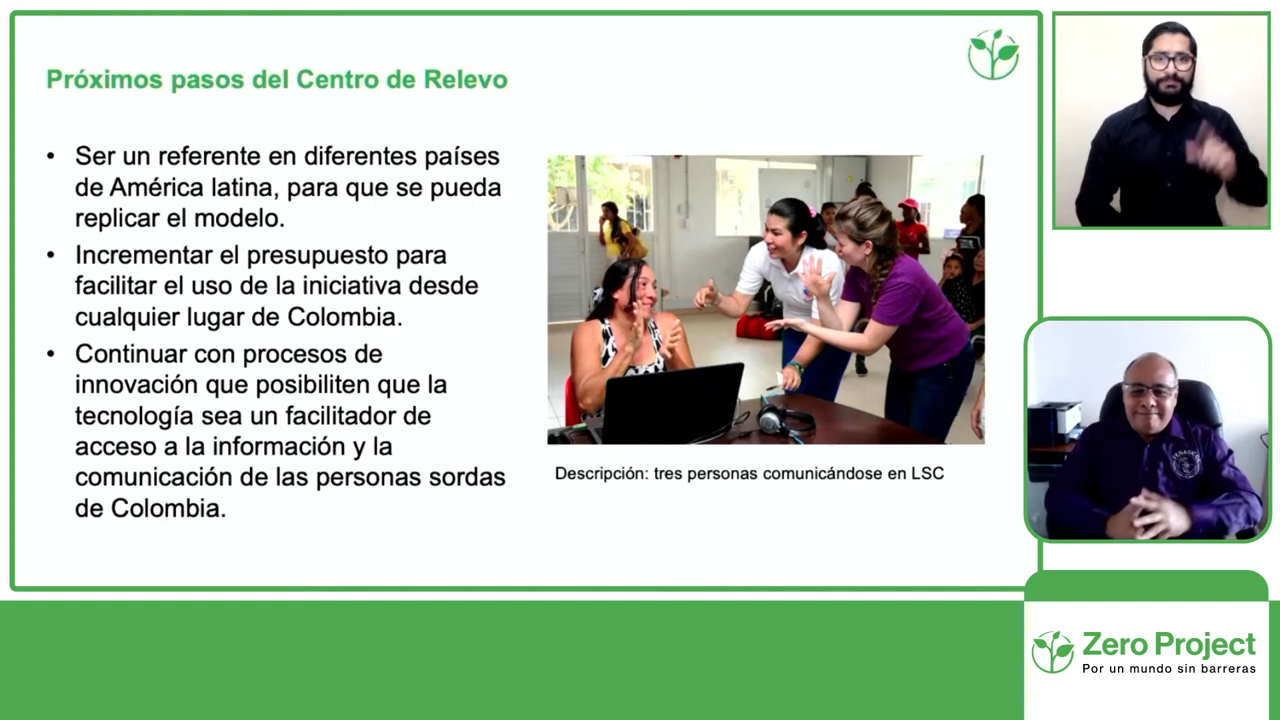 Próximos pasos del Centro de Relevo
• Ser un referente en diferentes países
de América latina, para que se pueda
replicar el modelo.
• Incrementar el presupuesto para
facilitar el uso de la iniciativa desde
cualquier lugar de Colombia.
• Continuar con procesos de
innovación que posibiliten que la
tecnología sea un facilitador de
acceso a la información y la
comunicación de las personas sordas
de Colombia.
Descripción: tres personas comunicándose en LSC
Zero Project
Por un mundo sin barreras